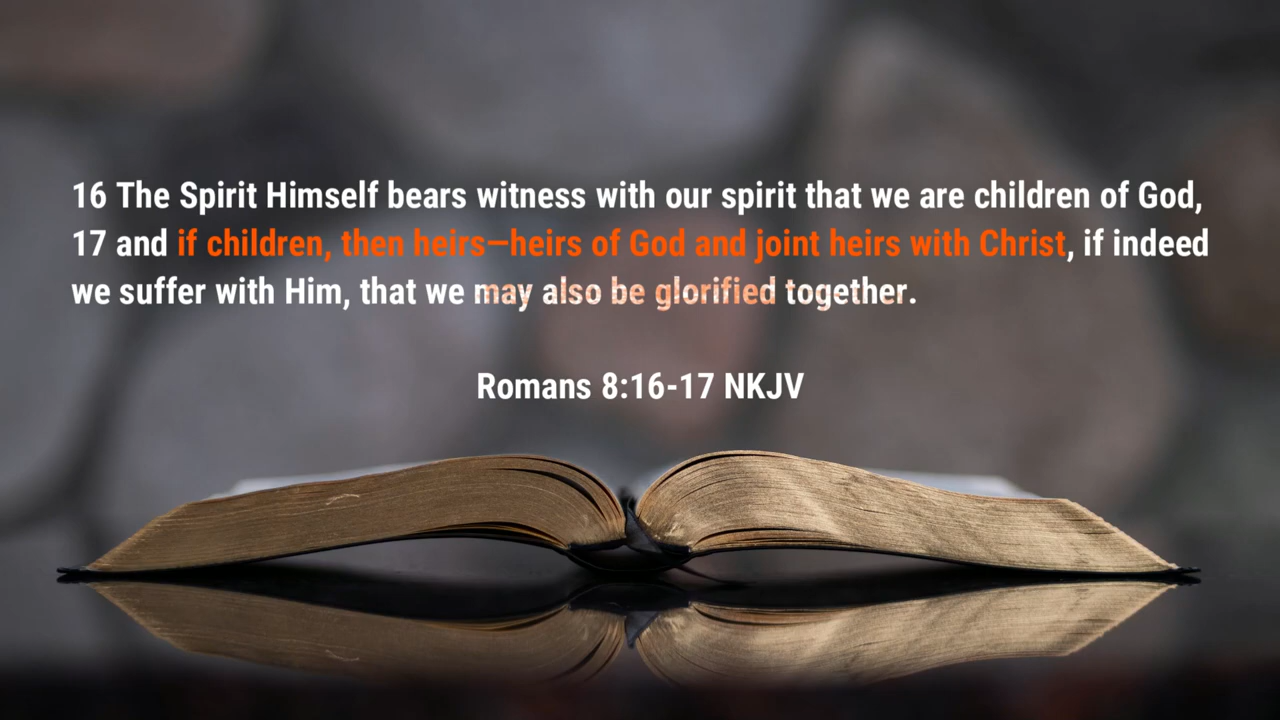 16 The Spirit Himself bears witness with our spirit that we are children of God,
17 and if children, then heirs—heirs of God and joint heirs with Christ, if indeed
we suffer with Him, that we may also be glorified together.
Romans 8:16-17 NKJV